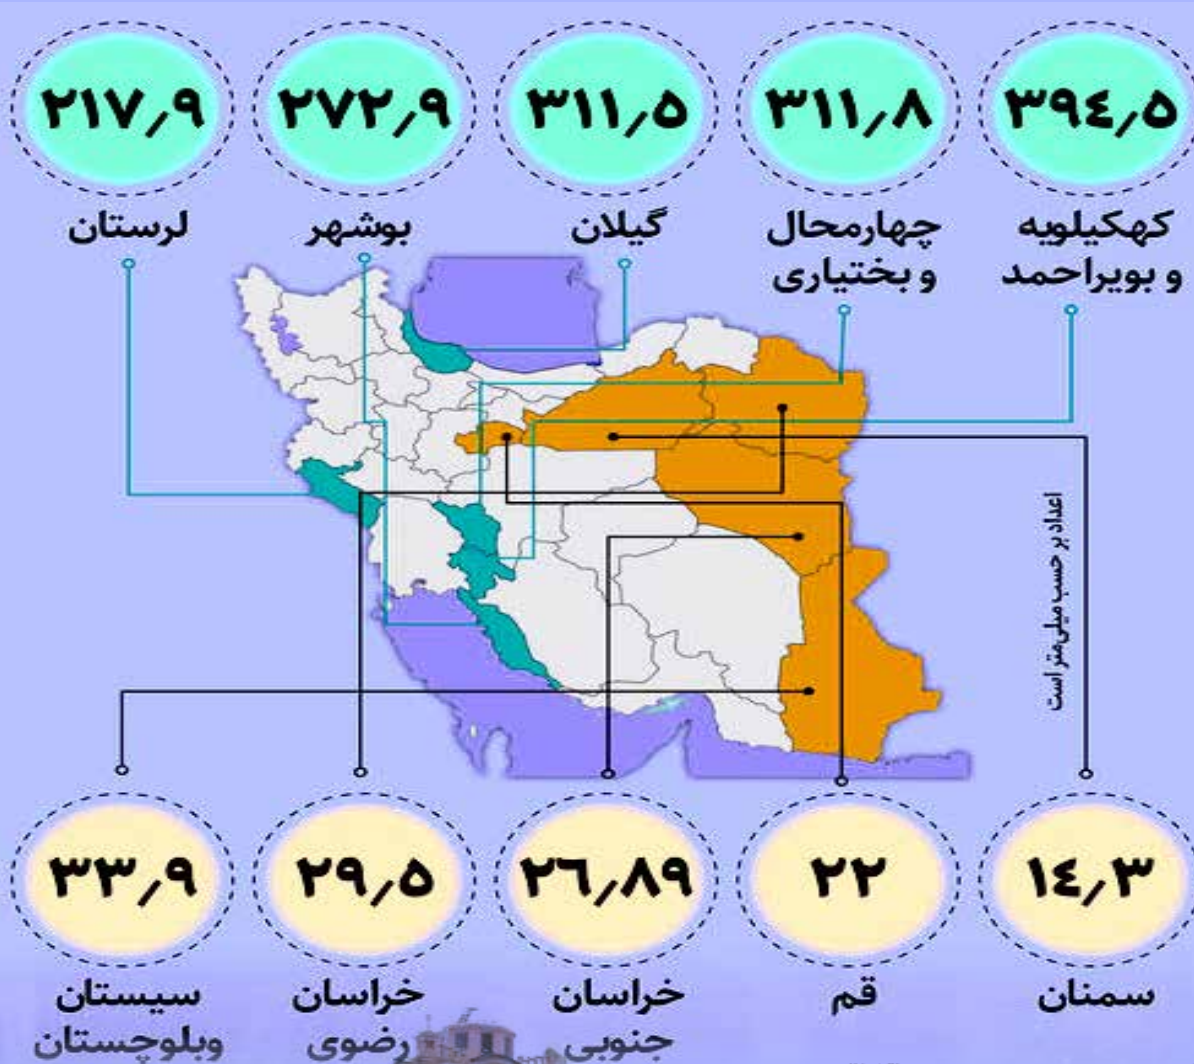 ۳۹٤٫۵
۳۱۱٫۸
۳۱۱٫۵
۲۷۲٫۹
۲۱۷٫۹
کهکیلویه
و بویراحمد
چهارمحال
و بختیاری
گیلان
بوشهر
لرستان
اعداد بر حسب میلی‌متر است
۱٤٫۳
۲۲
۲٦٫۸۹
۲۹٫۵
۳۳٫۹
سمنان
قم
خراسان
جنوبی
خراسان
رضوی
سیستان
وبلوچستان